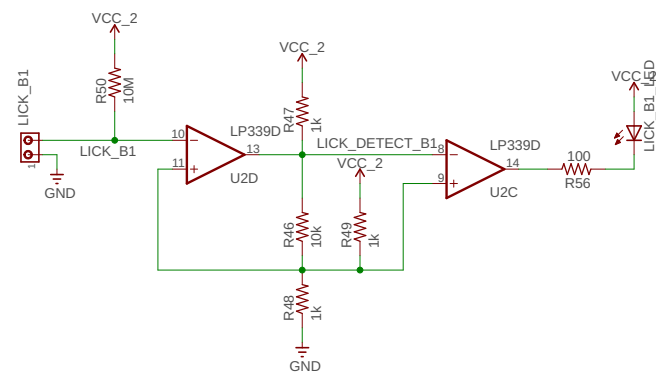 VCC_2
VCC_2
VCC_2
LICK_B1
R50
10M
R47
1k
LICK_B1_LED
10
LP339D
LICK_DETECT_B1
LP339D
LICK_B1
13
8
11
VCC_2
14
100
1
U2D
9
R56
GND
U2C
R46
10k
R49
1k
R48
1k
GND